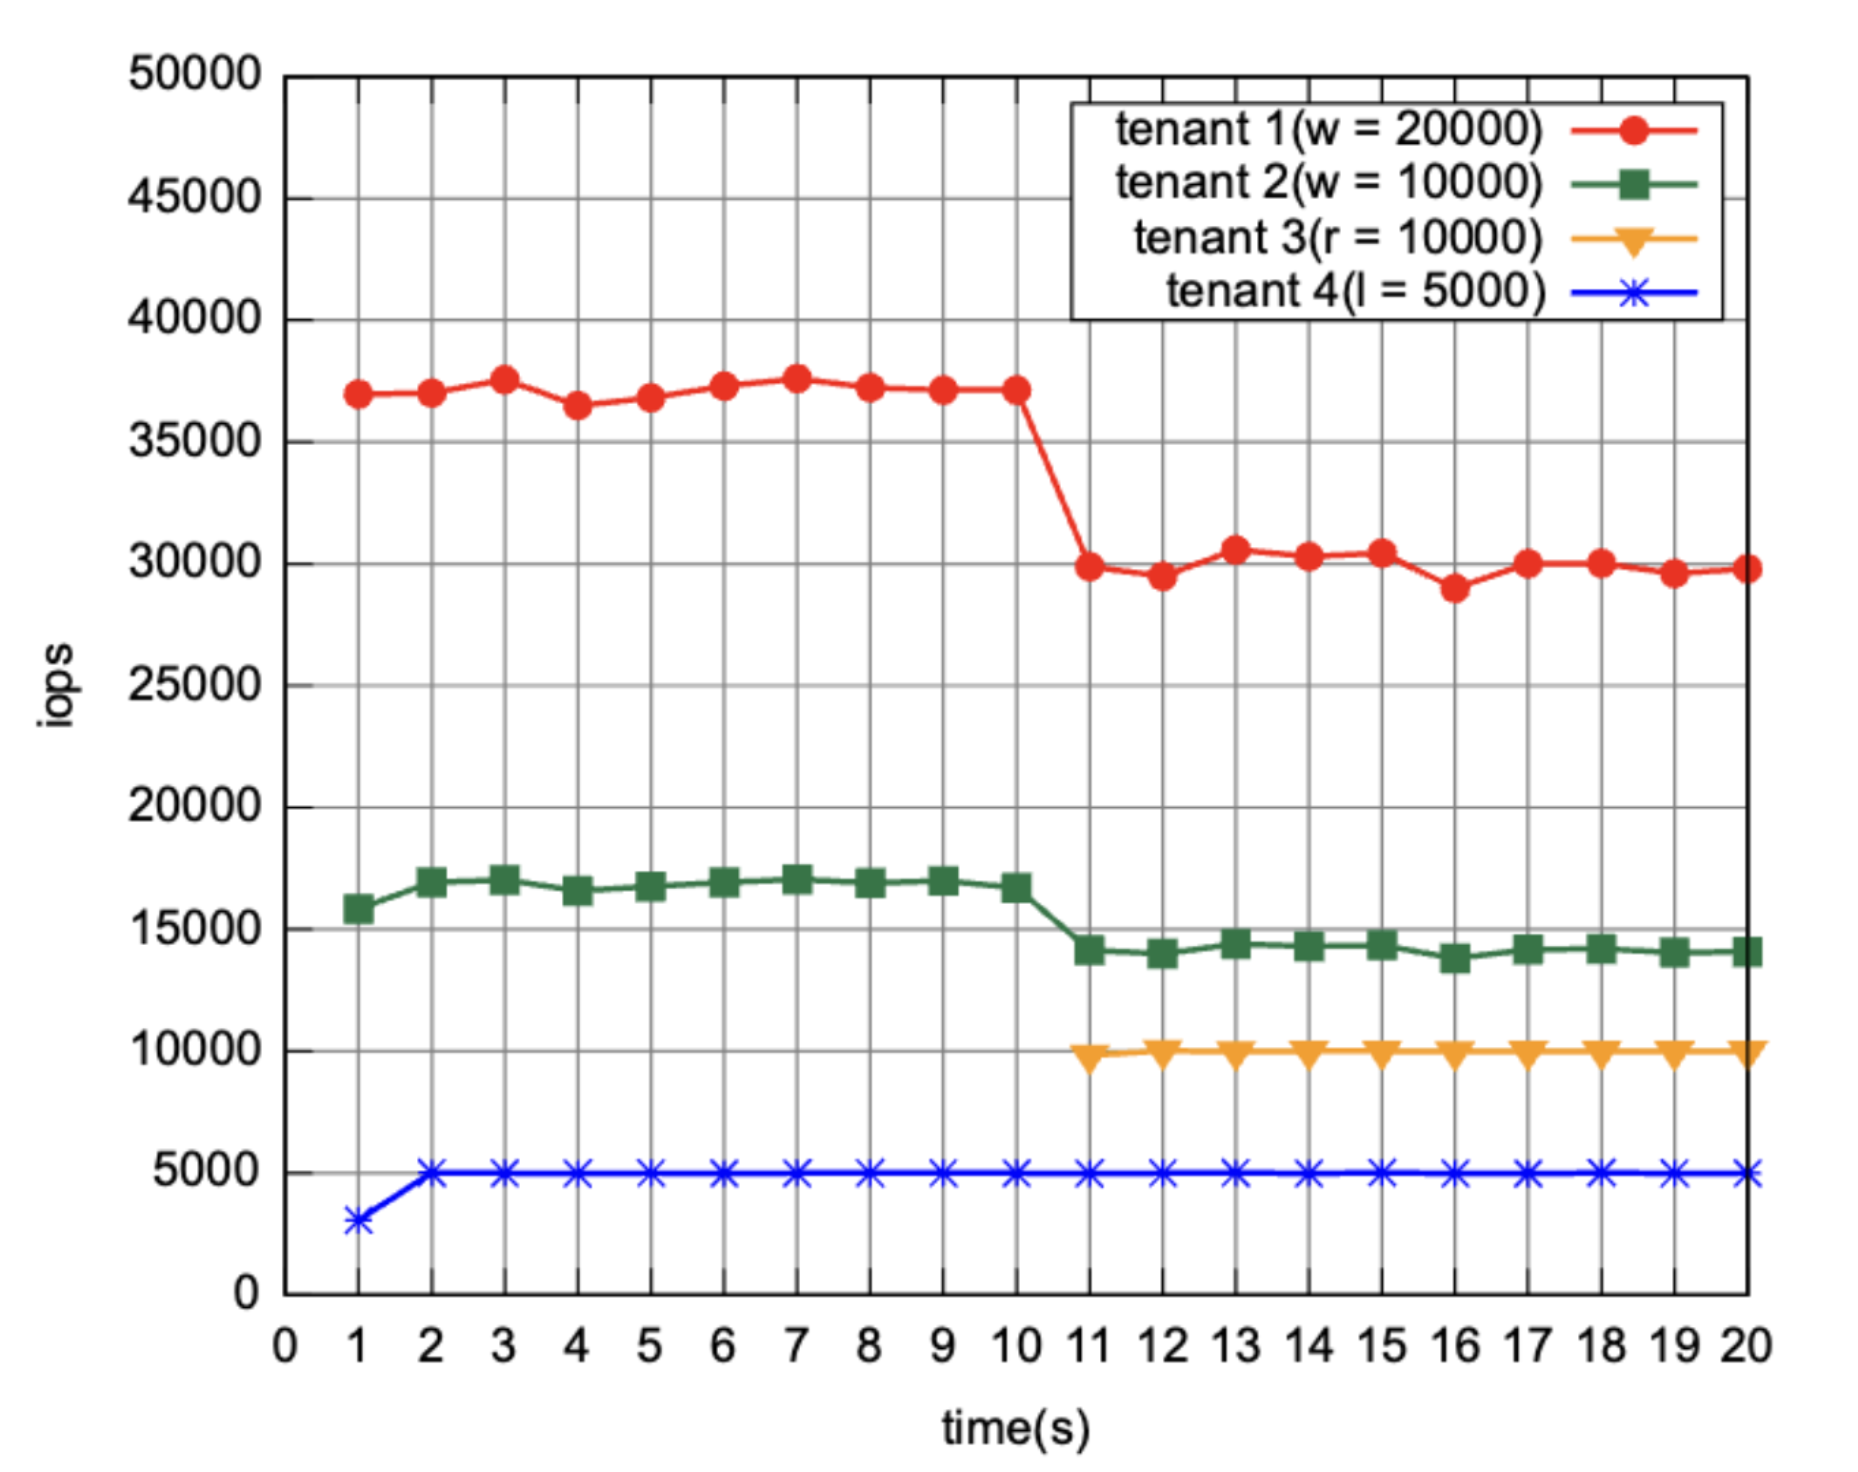 50000
45000
40000
35000
30000
25000
20000
15000
10000
5000
0
iops
tenant 1(w = 20000)
tenant 2(w = 10000)
tenant 3(r = 10000)
tenant 4(l = 5000)
0 1 2 3 4 5 6 7 8 9 10 11 12 13 14 15 16 17 18 19 20
time(s)